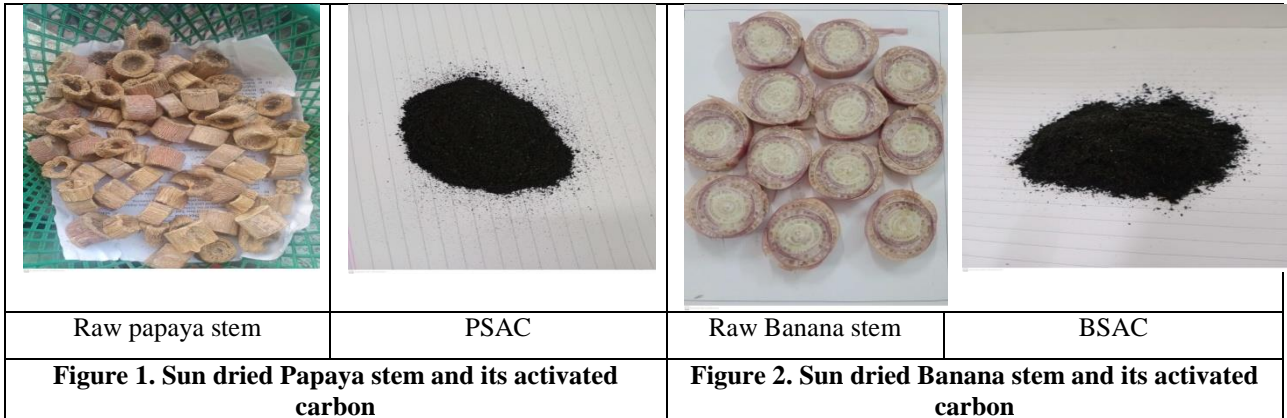 Raw papaya stem
PSAC
Raw Banana stem
BSAC
Figure 1. Sun dried Papaya stem and its activated
carbon
Figure 2. Sun dried Banana stem and its activated
carbon